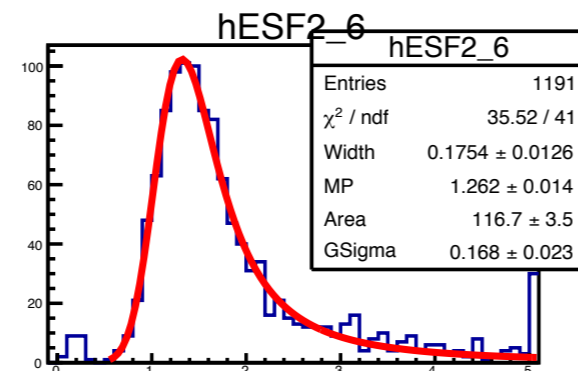 hESF2_6
hESF2_6
Entries 1191
χ² / ndf 35.52 / 41
Width 0.1754 ± 0.0126
MP 1.262 ± 0.014
Area 116.7 ± 3.5
GSigma 0.168 ± 0.023
100
80
60
40
20
0
0 1 2 3 4 5